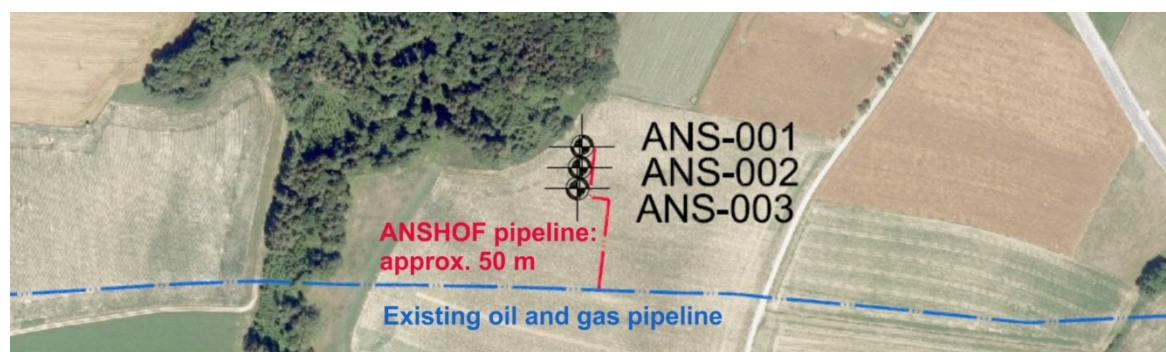 ANS-001
ANS-002
ANS-003
ANSHOF pipeline:
approx. 50 m
Existing oil and gas pipeline